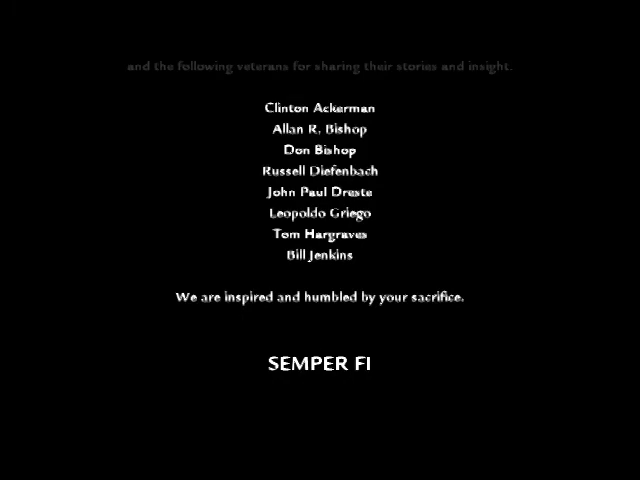 and the following veterans for sharing their stories and insight.
Clinton Ackerman
Allan R. Bishop
Don Bishop
Russell Diefenbach
John Paul Dreste
Leopoldo Griego
Tom Hargraves
Bill Jenkins
We are inspired and humbled by your sacrifice.
SEMPER FI